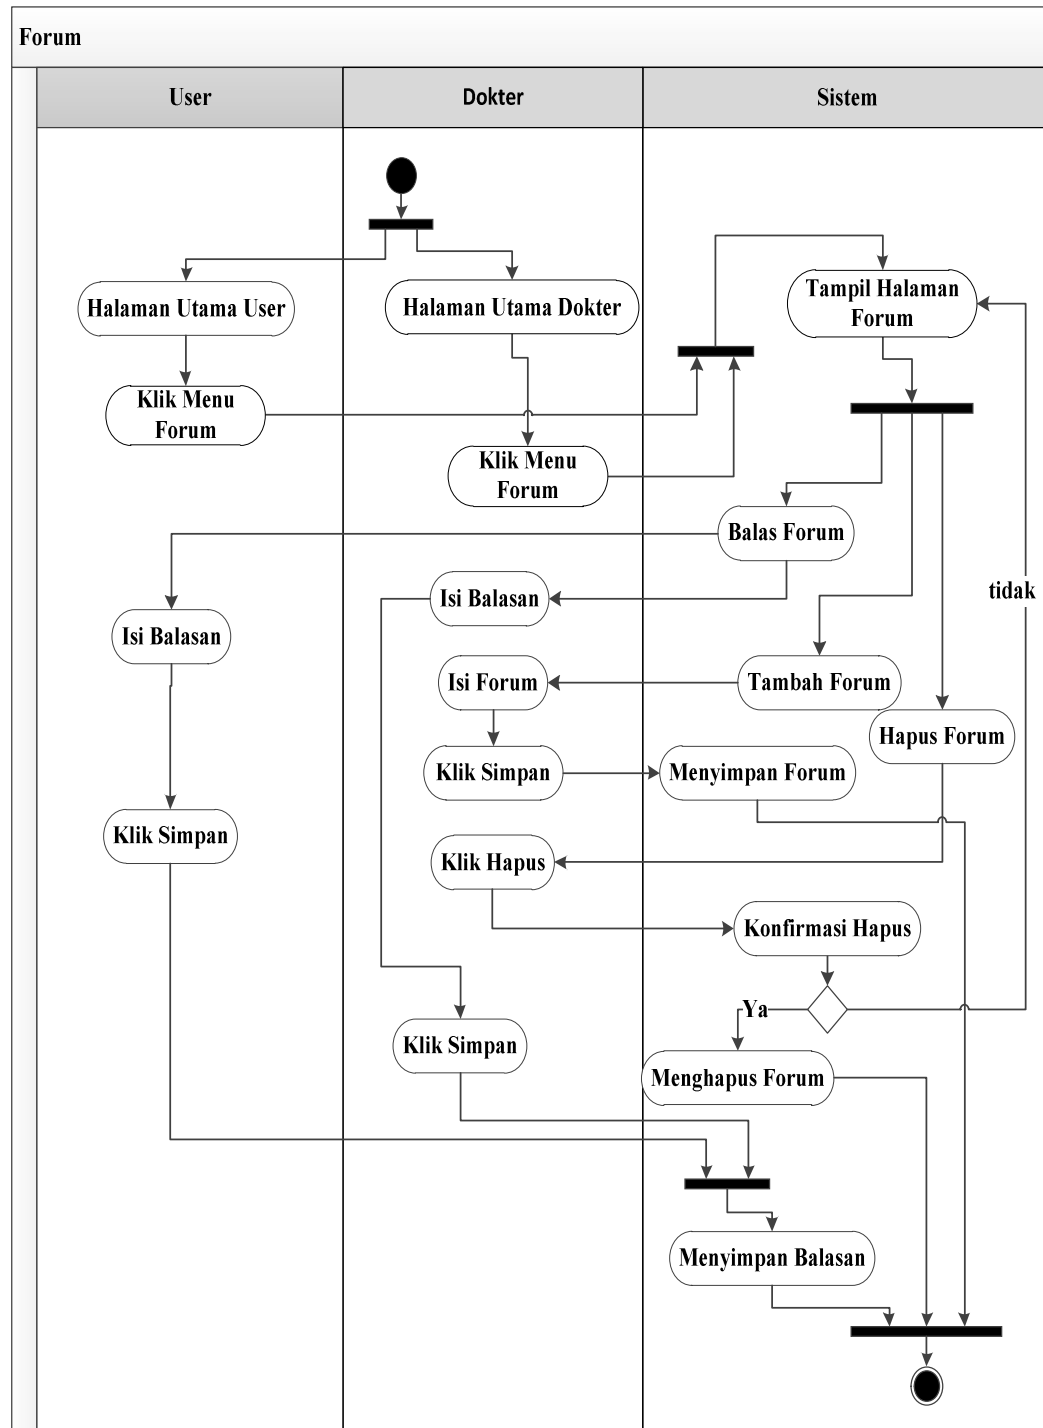 Forum
User
Dokter
Sistem
Halaman Utama User
Halaman Utama Dokter
Tampil Halaman
Forum
Klik Menu
Forum
Klik Menu
Forum
Balas Forum
Isi Balasan
tidak
Isi Balasan
Isi Forum
Tambah Forum
Hapus Forum
Klik Simpan
Menyimpan Forum
Klik Simpan
Klik Hapus
Konfirmasi Hapus
Ya
Klik Simpan
Menghapus Forum
Menyimpan Balasan